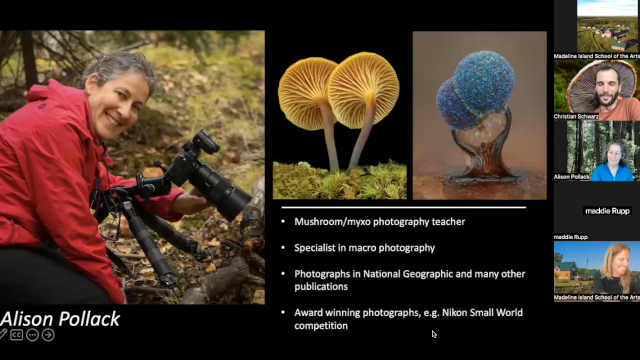 Alison Pollack
CC
• Mushroom/myxo photography teacher
• Specialist in macro photography
• Photographs in National Geographic and many other
publications
• Award winning photographs, e.g. Nikon Small World
competition
Madeline Island School of the Arts
Christian Schwarz
Alison Pollack
maddie Rupp
maddie Rupp
Madeline Island School of the Arts